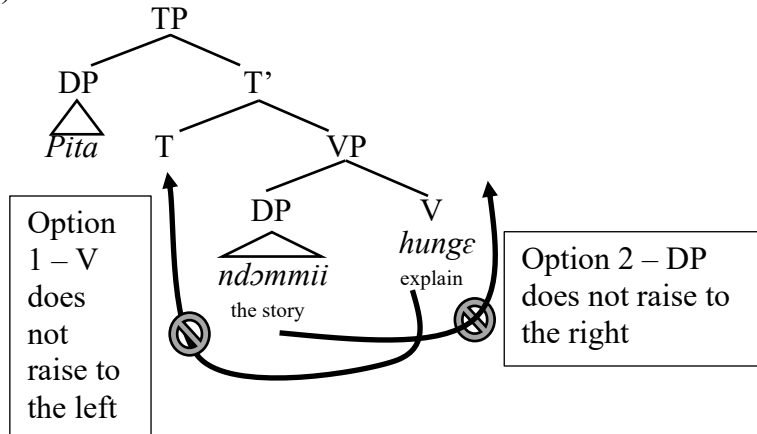 )
TP
DP T’
Pita T VP
DP V
ndɔmmii hungɛ
the story explain
Option
1 – V
does
not
raise to
the left
Option 2 – DP
does not raise to
the right